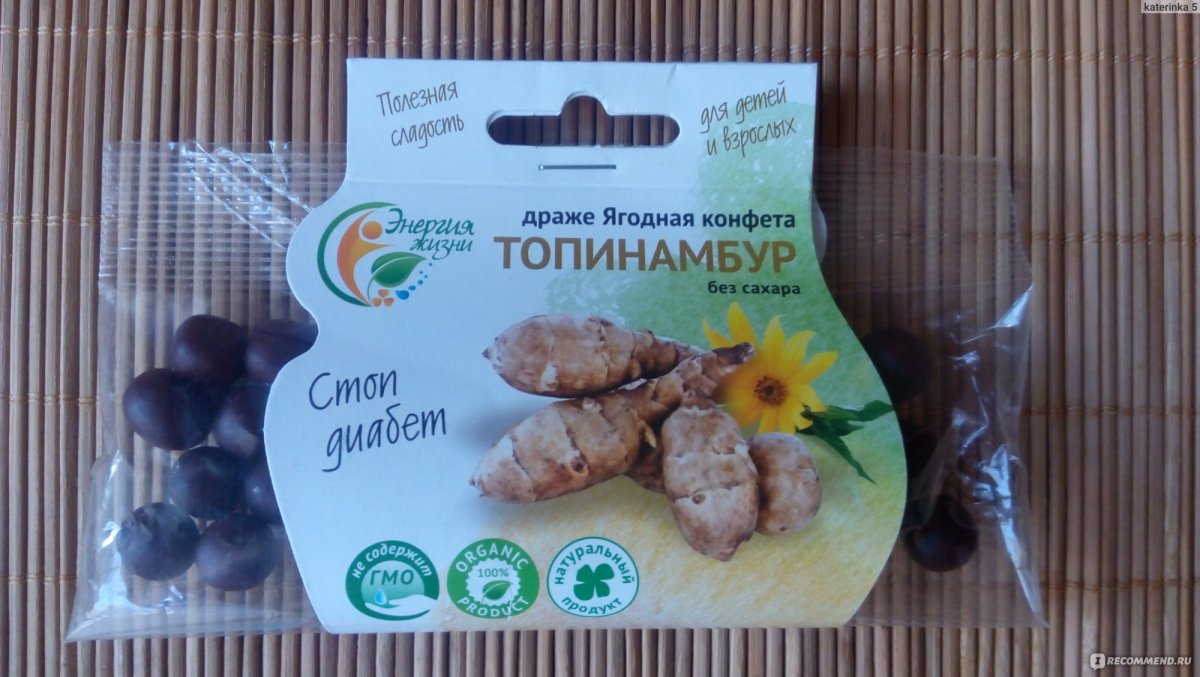 katerinka 5
Полезная
сладость
для детей
и взрослых
Энергия
жизни
драже Ягодная конфета
ТОПИНАМБУР
без сахара
Стоп
диабет
не содержит
ГМО
ORGANIC
100%
PRODUCT
натуральный
продукт
IRECOMMEND.RU